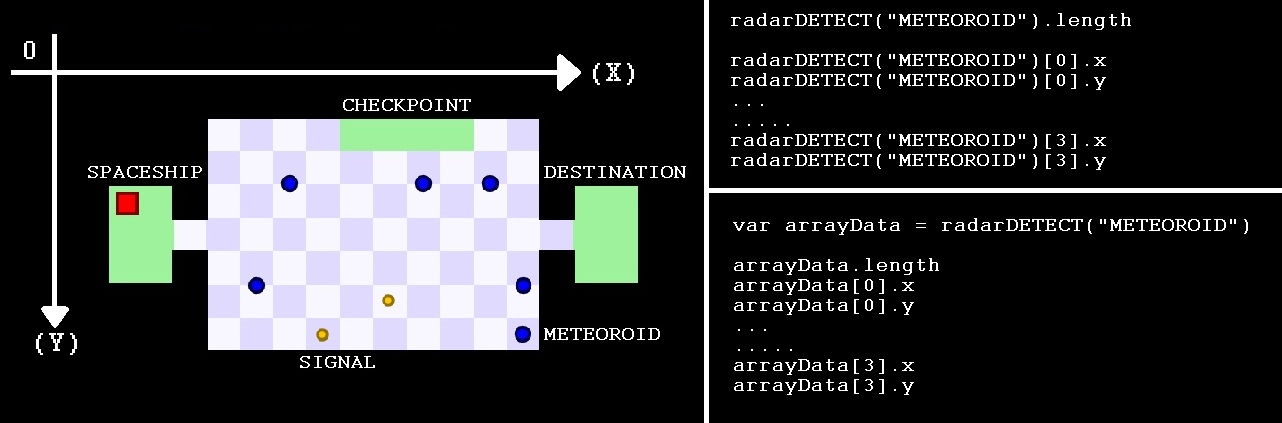 0
(X)
CHECKPOINT
SPACESHIP
DESTINATION
METEOROID
(Y)
SIGNAL
radarDETECT("METEOROID").length
radarDETECT("METEOROID")[0].x
radarDETECT("METEOROID")[0].y
...
.....
radarDETECT("METEOROID")[3].x
radarDETECT("METEOROID")[3].y
var arrayData = radarDETECT("METEOROID")
arrayData.length
arrayData[0].x
arrayData[0].y
...
.....
arrayData[3].x
arrayData[3].y